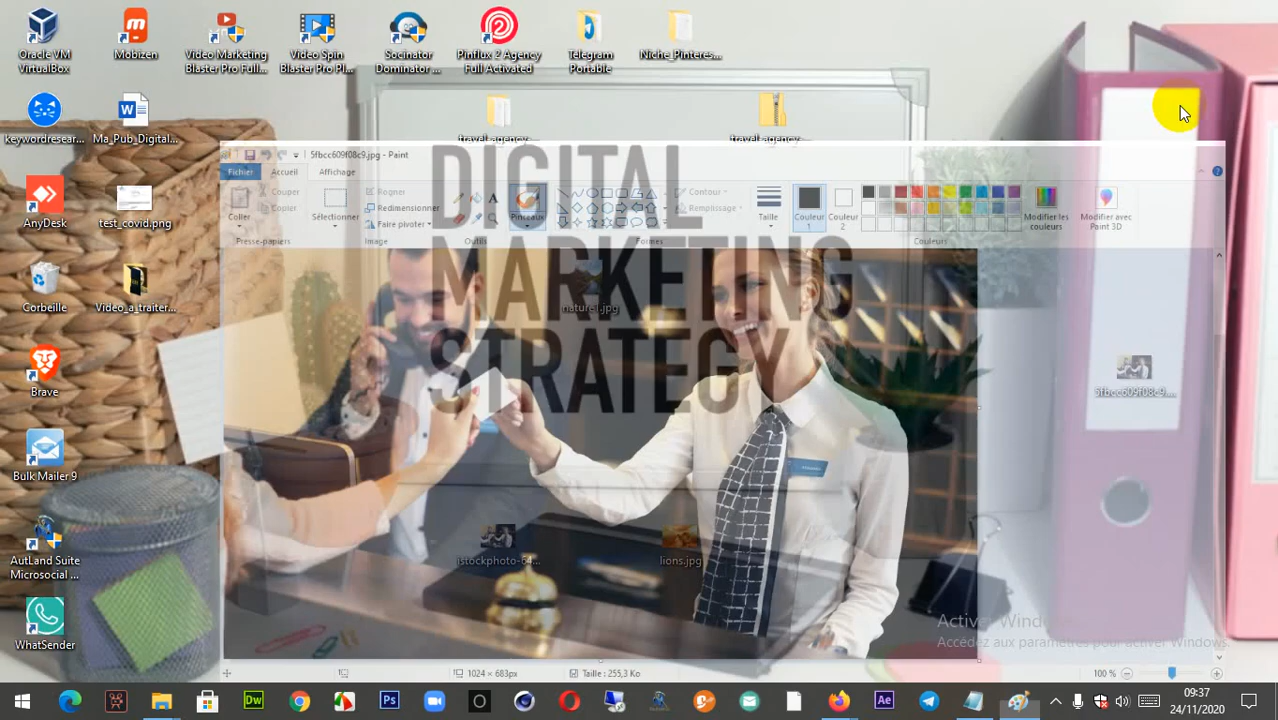 Oracle VM
VirtualBox
Mobizen
Video Marketing
Blaster Pro Full...
Video Spin
Blaster Pro Pl...
Socinator
Dominator ...
Pinflux 2 Agency
Full Activated
Telegram
Portable
Niche_Pinteres...
keywordresear...
Ma_Pub_Digital...
travel-agency-...
travel-agency-...
5fbcc609f08c9.jpg - Paint
Fichier
Accueil
Affichage
Coller
Couper
Copier
Presse-papiers
Sélectionner
Rogner
Redimensionner
Faire pivoter
Image
Pinceaux
Outils
Contour
Remplissage
Formes
Taille
Couleur
1
Couleur
2
Modifier les
couleurs
Modifier avec
Paint 3D
Couleurs
DIGITAL
MARKETING
STRATEGY
AnyDesk
test_covid.png
Corbeille
Video_a_traiter...
nature1.jpg
Brave
5fbcc609f08c9....
Bulk Mailer 9
AutLand Suite
Microsocial ...
istockphoto-64...
lions.jpg
WhatSender
Activer Windows
Accédez aux paramètres pour activer Windows.
1024 × 683px
Taille : 255,3 Ko
100 %
Dw
Ps
Ae
09:37
24/11/2020